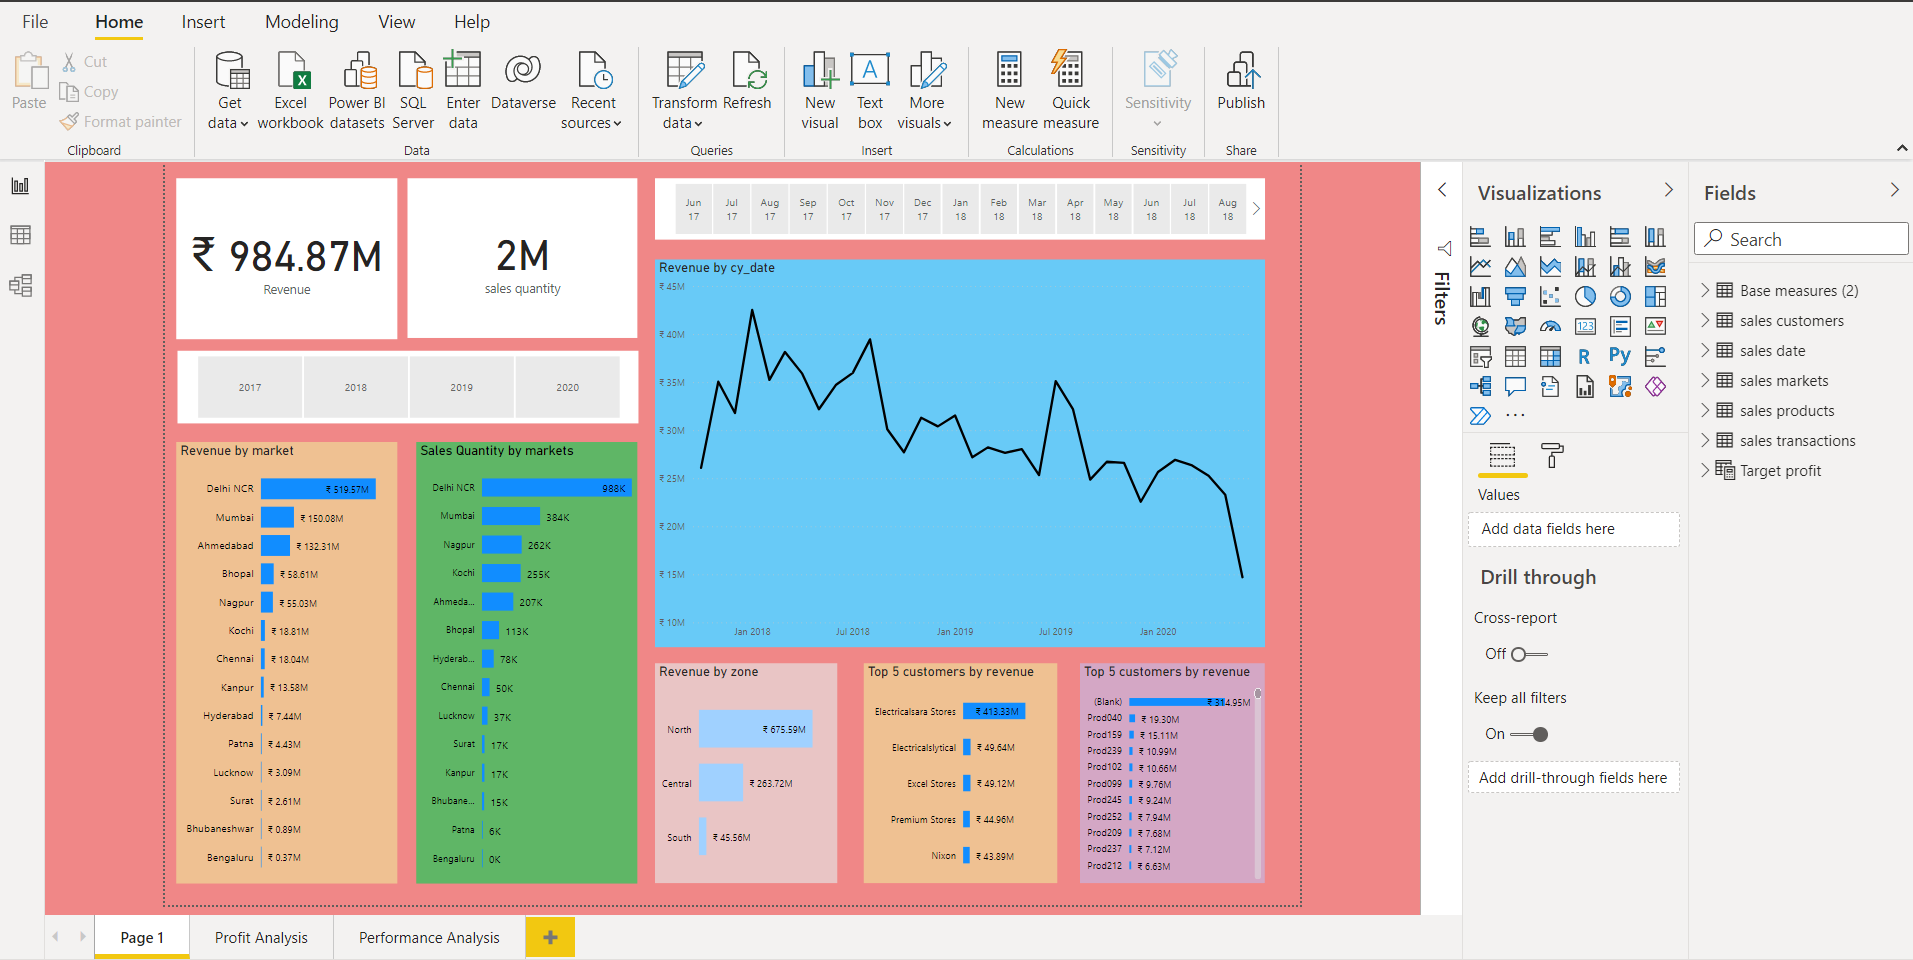 File Home Insert Modeling View Help
Paste
Cut
Copy
Format painter
Clipboard
Get data
Excel workbook
Power BI datasets
SQL Server
Enter data
Dataverse
Recent sources
Data
Transform data
Refresh
Queries
New visual
Text box
More visuals
Insert
New measure
Quick measure
Calculations
Sensitivity
Sensitivity
Publish
Share
₹ 984.87M
Revenue
2M
sales quantity
2017 2018 2019 2020
Jun 17 Jul 17 Aug 17 Sep 17 Oct 17 Nov 17 Dec 17 Jan 18 Feb 18 Mar 18 Apr 18 May 18 Jun 18 Jul 18 Aug 18
Revenue by cy_date
₹ 45M
₹ 40M
₹ 35M
₹ 30M
₹ 25M
₹ 20M
₹ 15M
₹ 10M
Jan 2018 Jul 2018 Jan 2019 Jul 2019 Jan 2020
Revenue by market
Delhi NCR ₹ 519.57M
Mumbai ₹ 150.08M
Ahmedabad ₹ 132.31M
Bhopal ₹ 58.61M
Nagpur ₹ 55.03M
Kochi ₹ 18.81M
Chennai ₹ 18.04M
Kanpur ₹ 13.58M
Hyderabad ₹ 7.44M
Patna ₹ 4.43M
Lucknow ₹ 3.09M
Surat ₹ 2.61M
Bhubaneshwar ₹ 0.89M
Bengaluru ₹ 0.37M
Sales Quantity by markets
Delhi NCR 988K
Mumbai 384K
Nagpur 262K
Kochi 255K
Ahmeda... 207K
Bhopal 113K
Hyderab... 78K
Chennai 50K
Lucknow 37K
Surat 17K
Kanpur 17K
Bhubane... 15K
Patna 6K
Bengaluru 0K
Revenue by zone
North ₹ 675.59M
Central ₹ 263.72M
South ₹ 45.56M
Top 5 customers by revenue
Electricalsara Stores ₹ 413.33M
Electricalslytical ₹ 49.64M
Excel Stores ₹ 49.12M
Premium Stores ₹ 44.96M
Nixon ₹ 43.89M
Top 5 customers by revenue
(Blank) ₹ 314.95M
Prod040 ₹ 19.30M
Prod159 ₹ 15.11M
Prod239 ₹ 10.99M
Prod102 ₹ 10.66M
Prod099 ₹ 9.76M
Prod245 ₹ 9.24M
Prod252 ₹ 7.94M
Prod209 ₹ 7.68M
Prod237 ₹ 7.12M
Prod212 ₹ 6.63M
Filters
Visualizations
123
R
Py
...
Values
Add data fields here
Drill through
Cross-report
Off
Keep all filters
On
Add drill-through fields here
Fields
Search
Base measures (2)
sales customers
sales date
sales markets
sales products
sales transactions
Target profit
Page 1 Profit Analysis Performance Analysis +